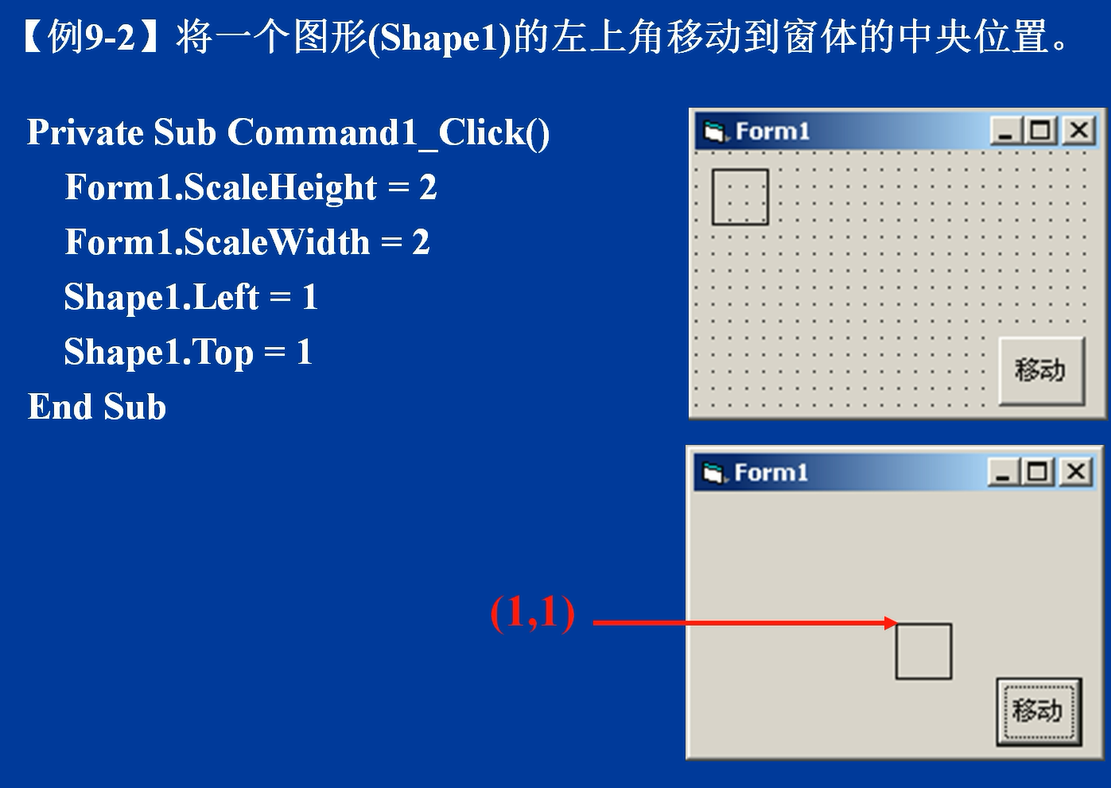 【例9-2】将一个图形(Shape1)的左上角移动到窗体的中央位置。
Private Sub Command1_Click()
Form1.ScaleHeight = 2
Form1.ScaleWidth = 2
Shape1.Left = 1
Shape1.Top = 1
End Sub
Form1
移动
Form1
(1,1)
移动